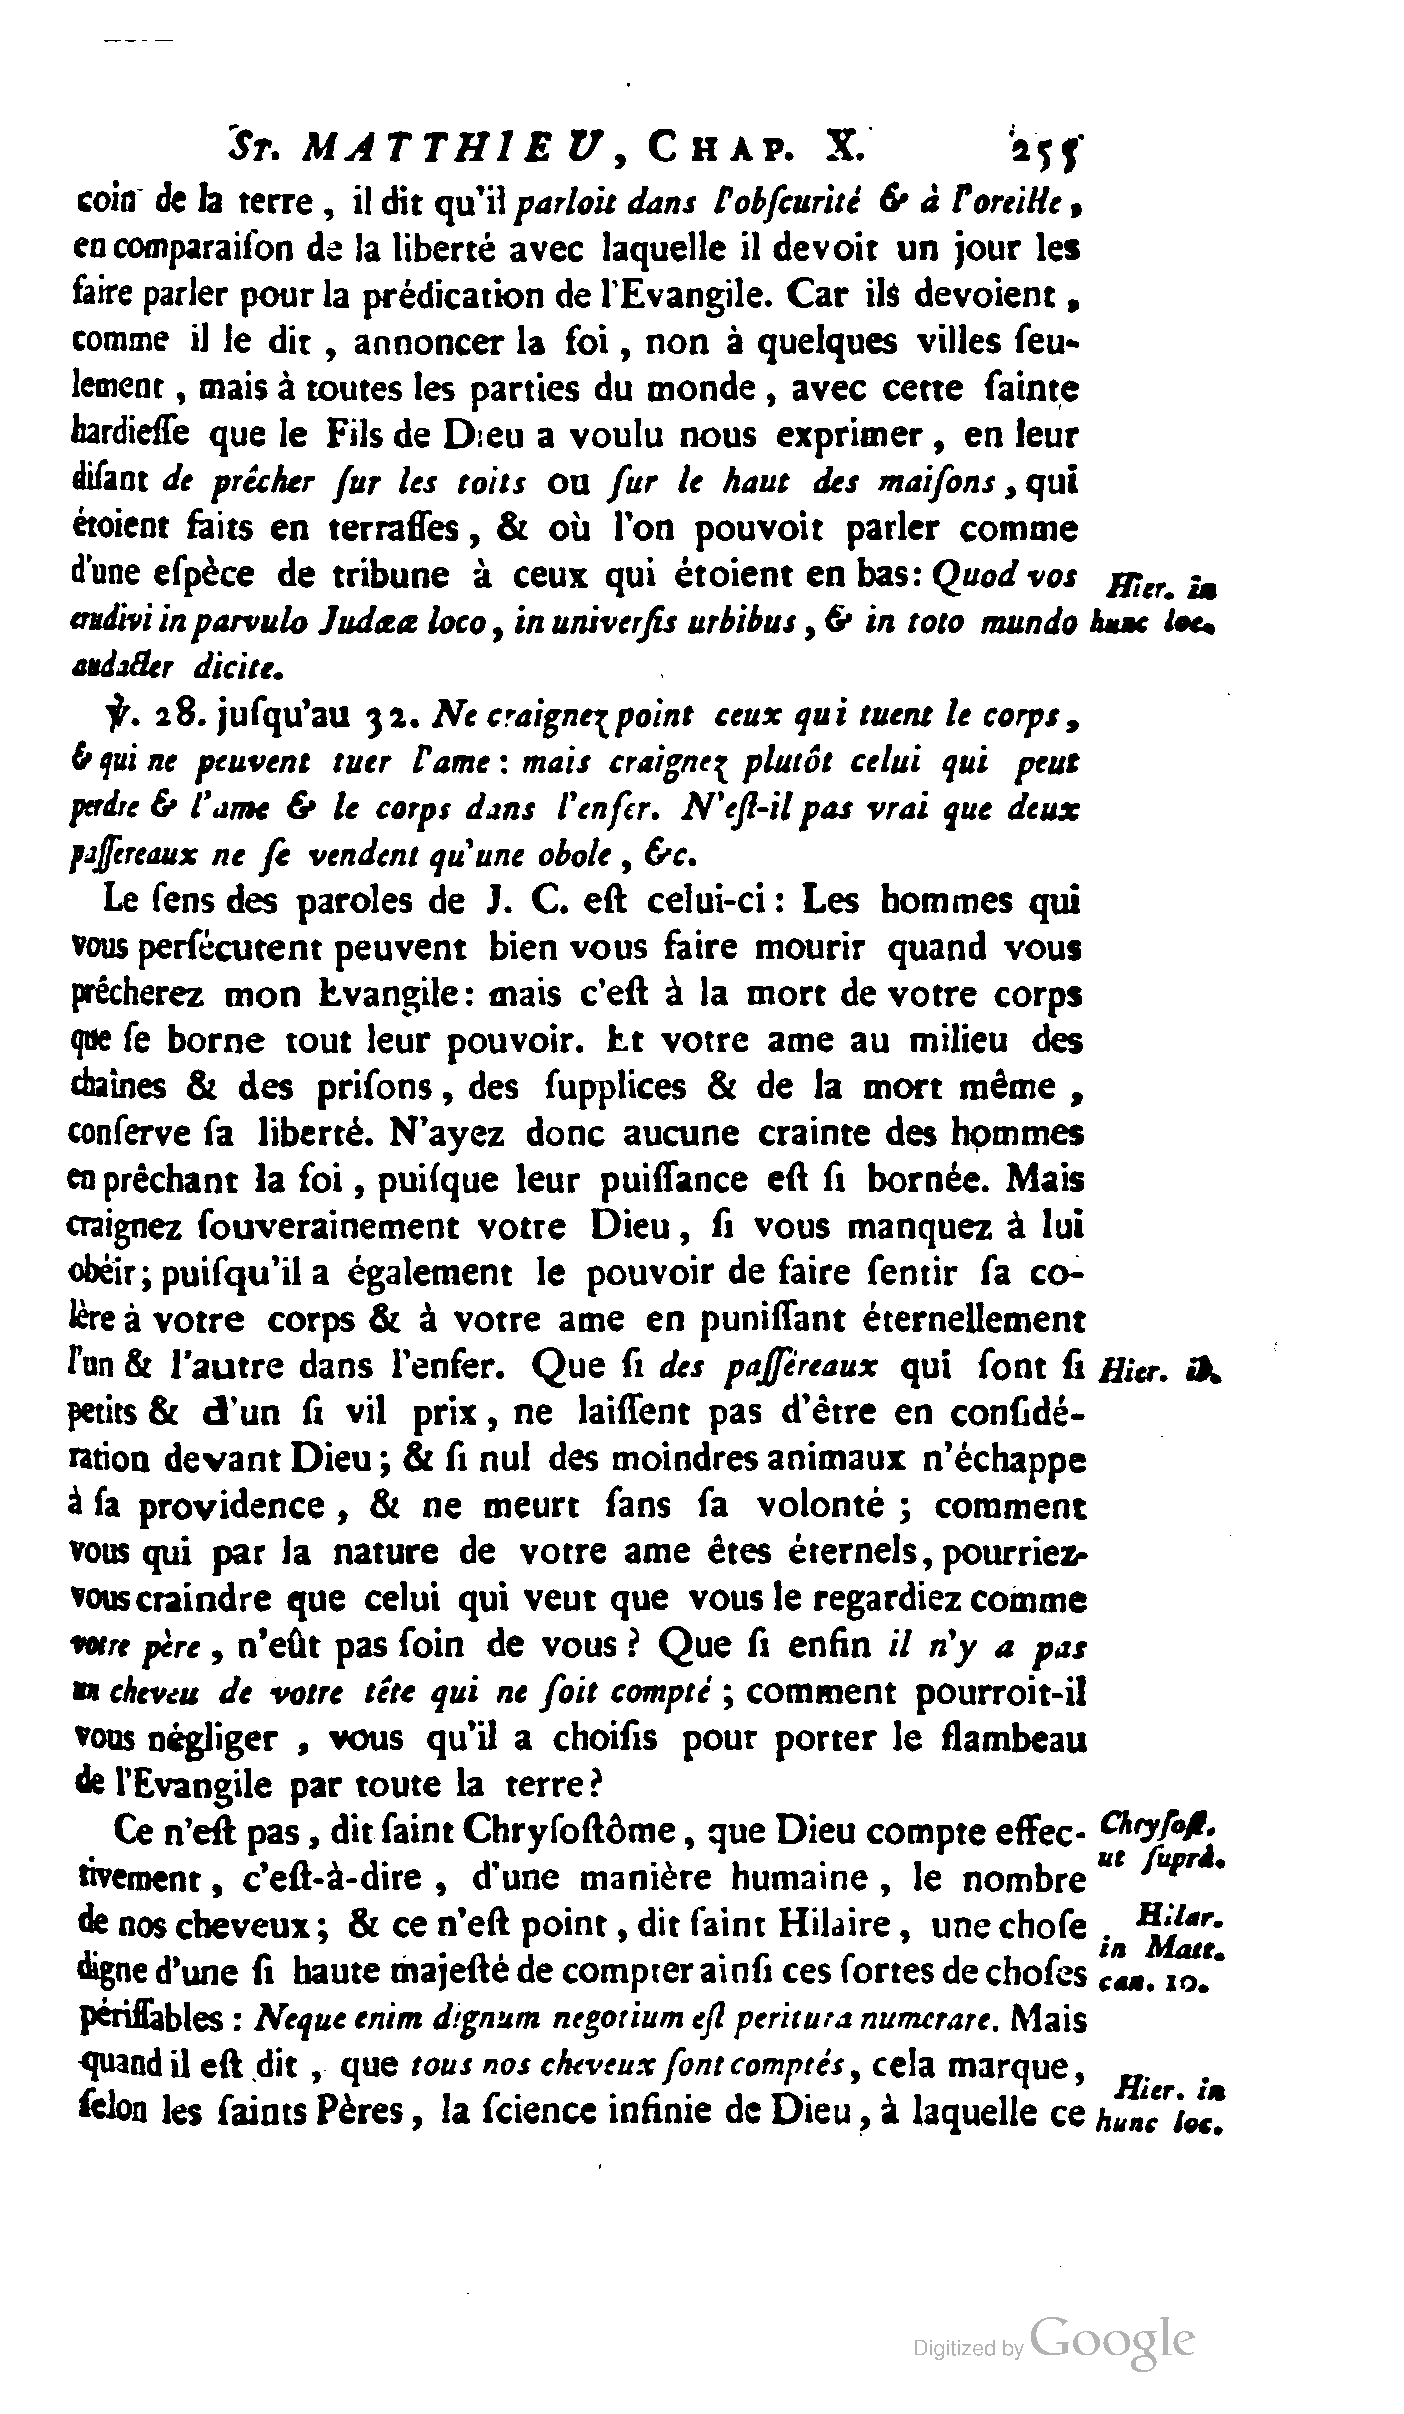 St. MATTHIEU, CHAP. X. 255
coin de la terre, il dit qu'il parloit dans l'obſcurité & à l'oreille,
en comparaiſon de la liberté avec laquelle il devoit un jour les
faire parler pour la prédication de l'Evangile. Car ils devoient,
comme il le dit, annoncer la foi, non à quelques villes ſeu-
lement, mais à toutes les parties du monde, avec cette ſainte
hardieſſe que le Fils de Dieu a voulu nous exprimer, en leur
diſant de prêcher ſur les toits ou ſur le haut des maiſons, qui
étoient faits en terraſſes, & où l'on pouvoit parler comme
d'une eſpèce de tribune à ceux qui étoient en bas: Quod vos
Hier. in
audivi in parvulo Judææ loco, in univerſis urbibus, & in toto mundo
hunc loc.
audacter dicite.
℣. 28. juſqu'au 32. Ne craignez point ceux qui tuent le corps,
& qui ne peuvent tuer l'ame: mais craignez plutôt celui qui peut
perdre & l'ame & le corps dans l'enfer. N'eſt-il pas vrai que deux
paſſereaux ne ſe vendent qu'une obole, &c.
Le ſens des paroles de J. C. eſt celui-ci: Les hommes qui
vous perſécutent peuvent bien vous faire mourir quand vous
prêcherez mon Evangile: mais c'eſt à la mort de votre corps
que ſe borne tout leur pouvoir. Et votre ame au milieu des
chaînes & des priſons, des ſupplices & de la mort même,
conſerve ſa liberté. N'ayez donc aucune crainte des hommes
en prêchant la foi, puiſque leur puiſſance eſt ſi bornée. Mais
craignez ſouverainement votre Dieu, ſi vous manquez à lui
obéir; puiſqu'il a également le pouvoir de faire ſentir ſa co-
lère à votre corps & à votre ame en puniſſant éternellement
l'un & l'autre dans l'enfer. Que ſi des paſſéreaux qui ſont ſi
Hier. ib.
petits & d'un ſi vil prix, ne laiſſent pas d'être en conſidé-
ration devant Dieu; & ſi nul des moindres animaux n'échappe
à ſa providence, & ne meurt ſans ſa volonté; comment
vous qui par la nature de votre ame êtes éternels, pourriez-
vous craindre que celui qui veut que vous le regardiez comme
votre père, n'eût pas ſoin de vous? Que ſi enfin il n'y a pas
un cheveu de votre tête qui ne ſoit compté; comment pourroit-il
vous négliger, vous qu'il a choiſis pour porter le flambeau
de l'Evangile par toute la terre?
Ce n'eſt pas, dit ſaint Chryſoſtôme, que Dieu compte effec-
Chryſoſt.
tivement, c'eſt-à-dire, d'une manière humaine, le nombre
ut ſuprà.
de nos cheveux; & ce n'eſt point, dit ſaint Hilaire, une choſe
Hilar.
in Matt.
digne d'une ſi haute majeſté de compter ainſi ces ſortes de choſes
can. 10.
périſſables: Neque enim dignum negotium eſt peritura numerare. Mais
quand il eſt dit, que tous nos cheveux ſont comptés, cela marque,
Hier. in
ſelon les ſaints Pères, la ſcience infinie de Dieu, à laquelle ce
hunc loc.
Digitized by Google